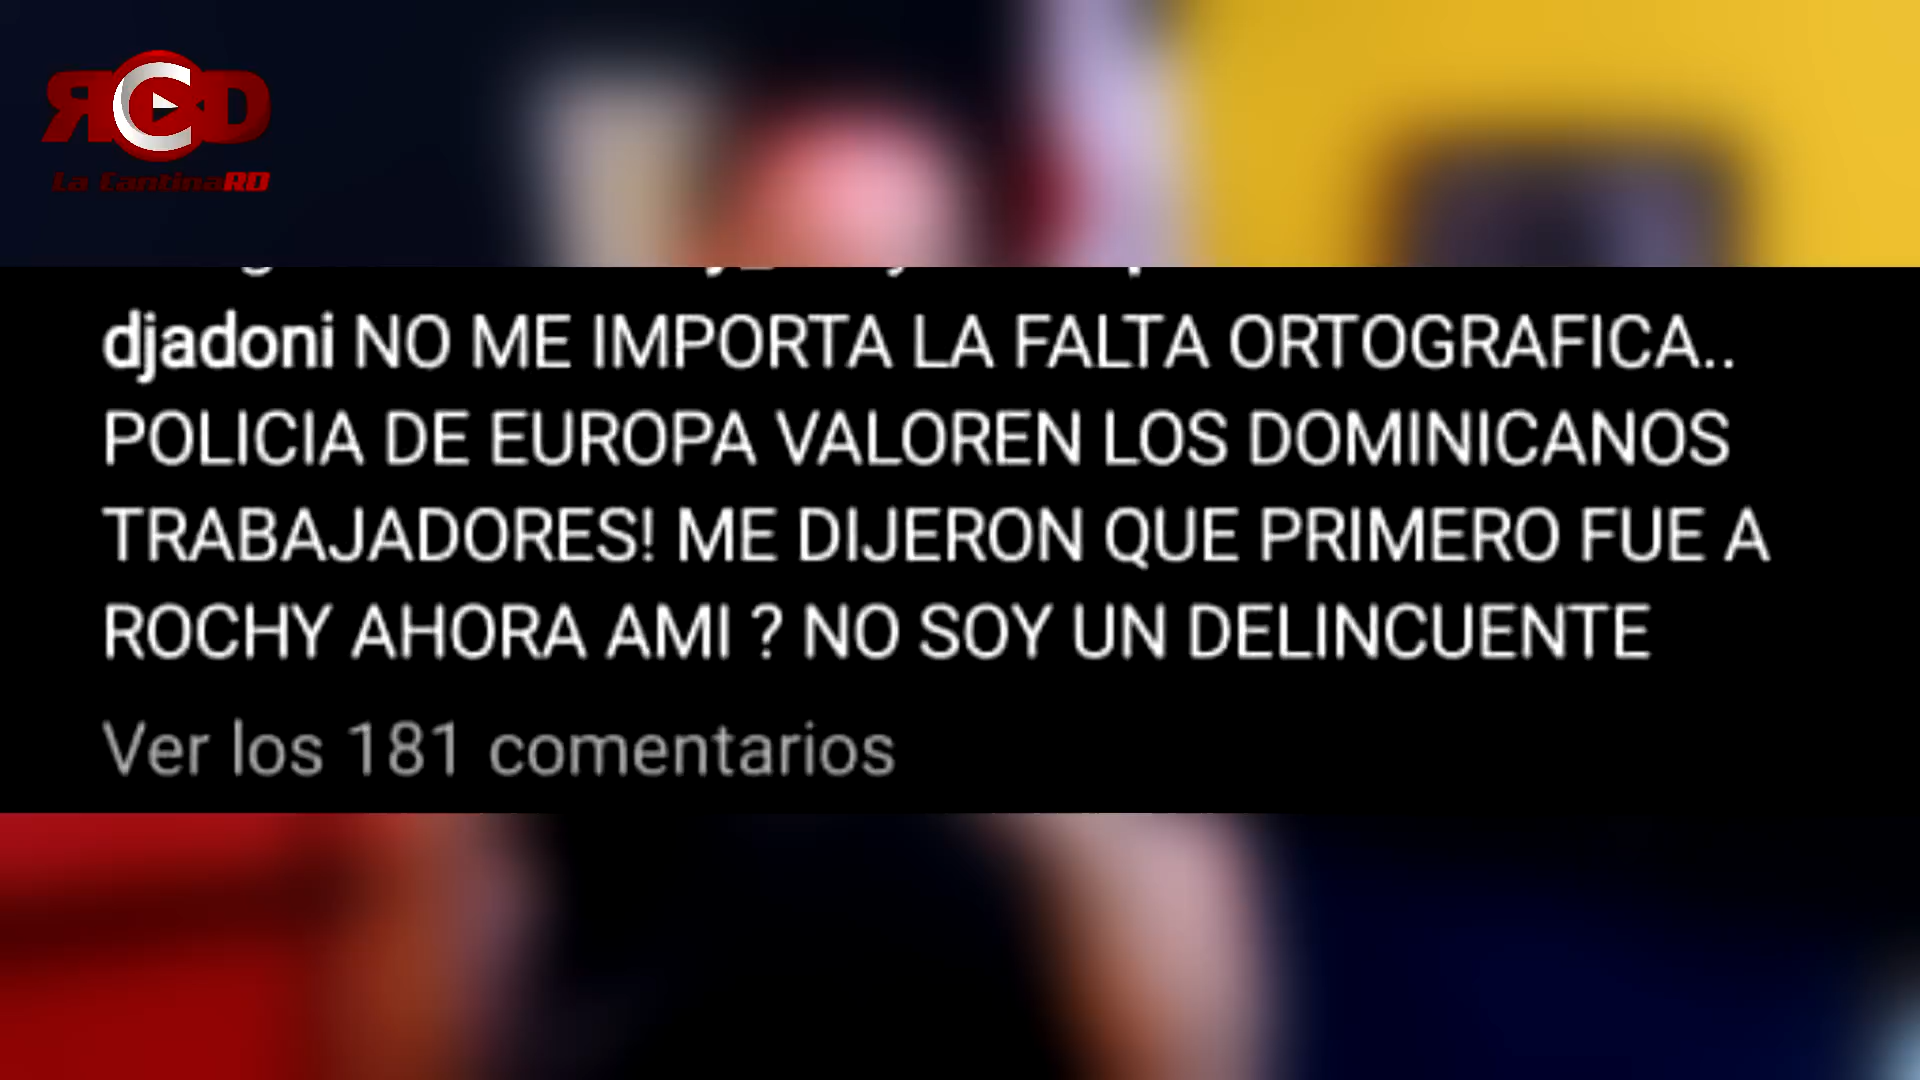 RCD
La CantinaRD
djadoni NO ME IMPORTA LA FALTA ORTOGRAFICA..
POLICIA DE EUROPA VALOREN LOS DOMINICANOS
TRABAJADORES! ME DIJERON QUE PRIMERO FUE A
ROCHY AHORA AMI ? NO SOY UN DELINCUENTE
Ver los 181 comentarios